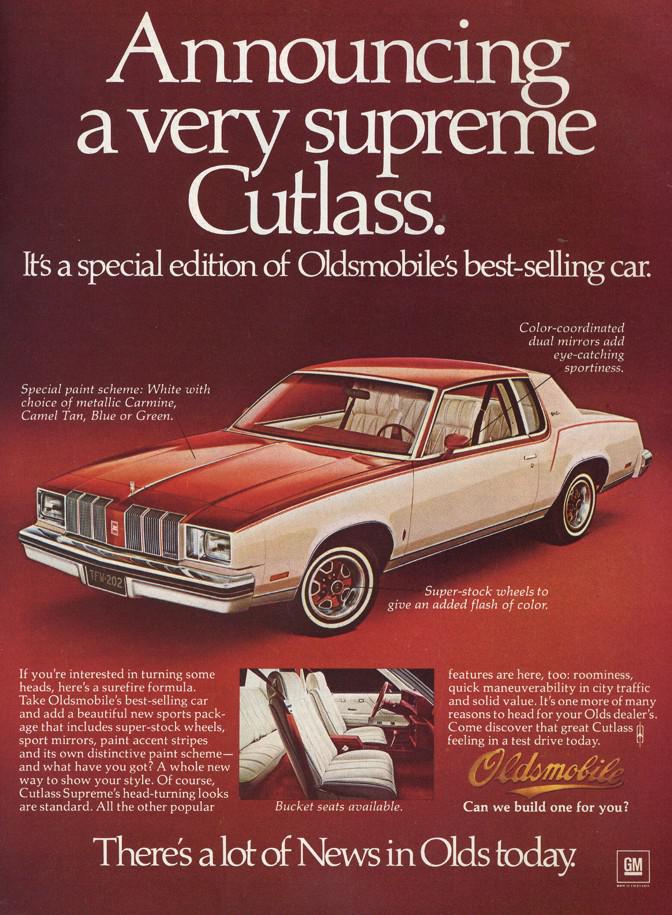 Announcing
a very supreme
Cutlass.
It's a special edition of Oldsmobile's best-selling car.
Color-coordinated
dual mirrors add
eye-catching
sportiness.
Special paint scheme: White with
choice of metallic Carmine,
Camel Tan, Blue or Green.
TFW-202
Super-stock wheels to
give an added flash of color.
If you're interested in turning some
heads, here's a surefire formula.
Take Oldsmobile's best-selling car
and add a beautiful new sports pack-
age that includes super-stock wheels,
sport mirrors, paint accent stripes
and its own distinctive paint scheme—
and what have you got? A whole new
way to show your style. Of course,
Cutlass Supreme's head-turning looks
are standard. All the other popular
Bucket seats available.
features are here, too: roominess,
quick maneuverability in city traffic
and solid value. It's one more of many
reasons to head for your Olds dealer's.
Come discover that great Cutlass
feeling in a test drive today.
Oldsmobile
Can we build one for you?
There's a lot of News in Olds today.
GM